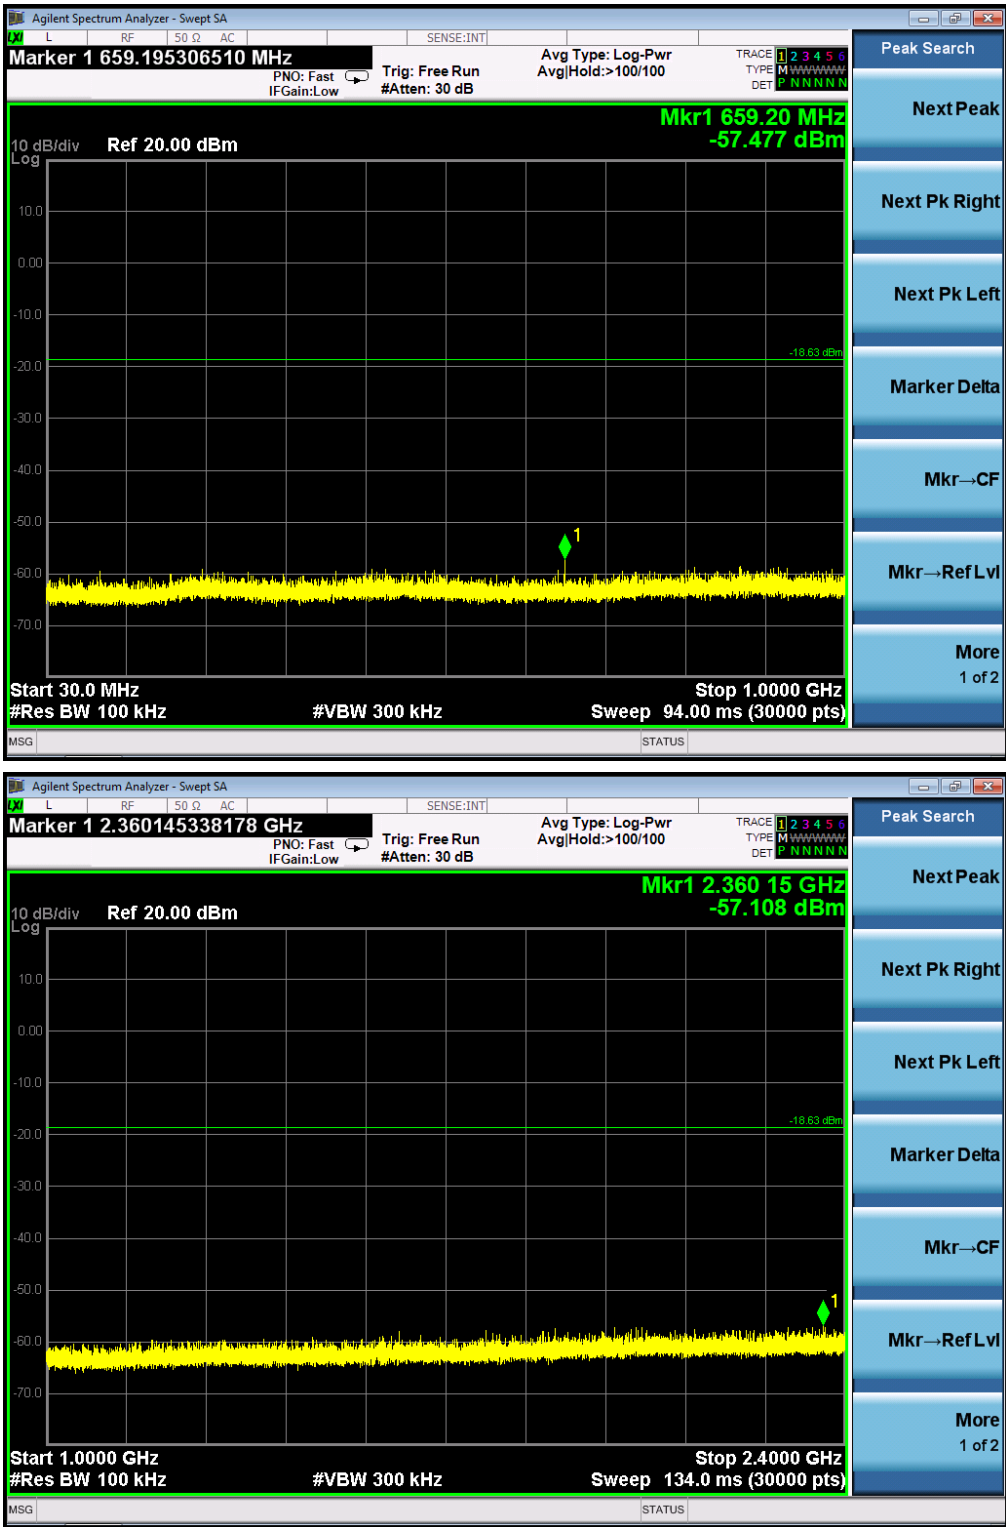 Agilent Spectrum Analyzer - Swept SA
LXI L RF 50 Ω AC SENSE:INT
Marker 1 659.195306510 MHz
PNO: Fast
IFGain:Low
Trig: Free Run
#Atten: 30 dB
Avg Type: Log-Pwr
Avg|Hold:>100/100
TRACE 1 2 3 4 5 6
TYPE M WWWWW
DET P N N N N N
Peak Search
Mkr1 659.20 MHz
-57.477 dBm
10 dB/div Ref 20.00 dBm
Log
10.0
0.00
-10.0
-18.63 dBm
-20.0
-30.0
-40.0
-50.0
1
-60.0
-70.0
Start 30.0 MHz Stop 1.0000 GHz
#Res BW 100 kHz #VBW 300 kHz Sweep 94.00 ms (30000 pts)
MSG STATUS
Next Peak
Next Pk Right
Next Pk Left
Marker Delta
Mkr→CF
Mkr→Ref Lvl
More
1 of 2
Agilent Spectrum Analyzer - Swept SA
LXI L RF 50 Ω AC SENSE:INT
Marker 1 2.360145338178 GHz
PNO: Fast
IFGain:Low
Trig: Free Run
#Atten: 30 dB
Avg Type: Log-Pwr
Avg|Hold:>100/100
TRACE 1 2 3 4 5 6
TYPE M WWWWW
DET P N N N N N
Peak Search
Mkr1 2.360 15 GHz
-57.108 dBm
10 dB/div Ref 20.00 dBm
Log
10.0
0.00
-10.0
-18.63 dBm
-20.0
-30.0
-40.0
-50.0
1
-60.0
-70.0
Start 1.0000 GHz Stop 2.4000 GHz
#Res BW 100 kHz #VBW 300 kHz Sweep 134.0 ms (30000 pts)
MSG STATUS
Next Peak
Next Pk Right
Next Pk Left
Marker Delta
Mkr→CF
Mkr→Ref Lvl
More
1 of 2